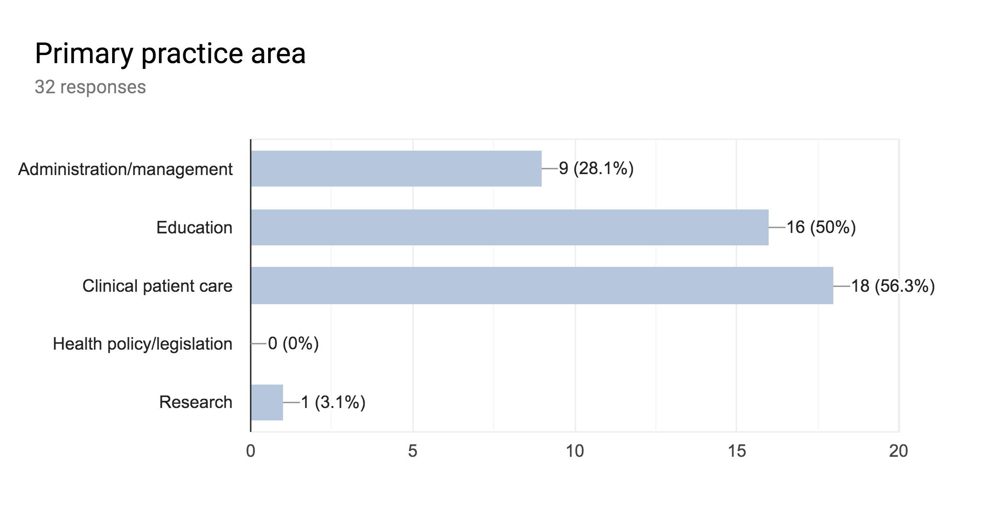 Primary practice area
32 responses
Administration/management 9 (28.1%)
Education 16 (50%)
Clinical patient care 18 (56.3%)
Health policy/legislation 0 (0%)
Research 1 (3.1%)
0 5 10 15 20